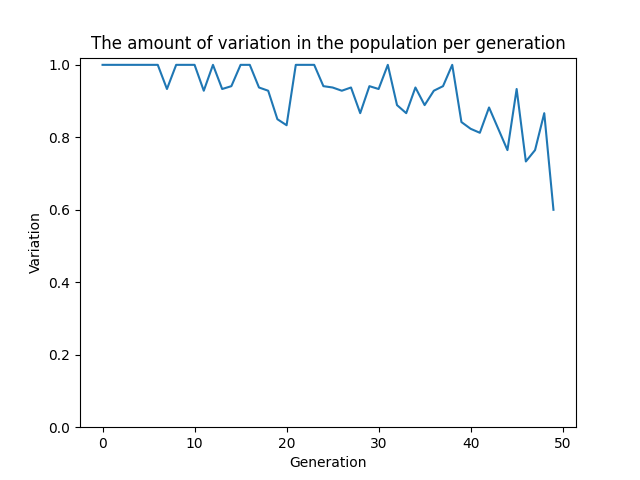 The amount of variation in the population per generation
1.0
0.8
0.6
0.4
0.2
0.0
Variation
0 10 20 30 40 50
Generation